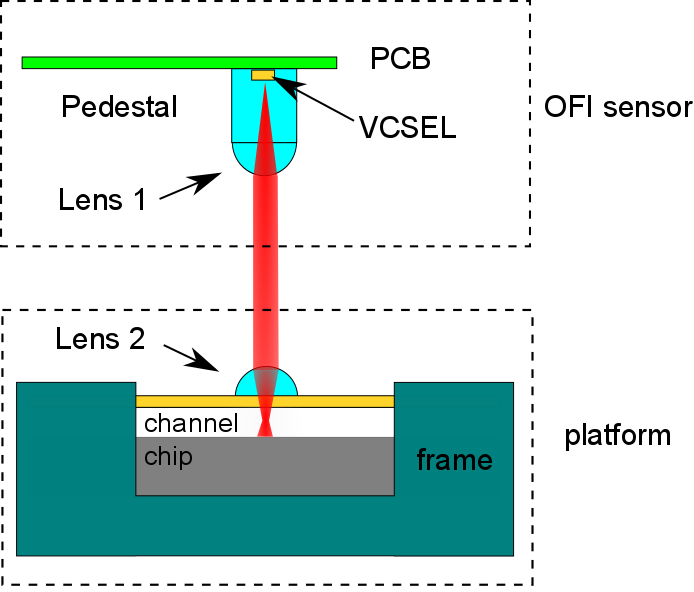 PCB
Pedestal
OFI sensor
VCSEL
Lens 1
Lens 2
channel
platform
chip
frame